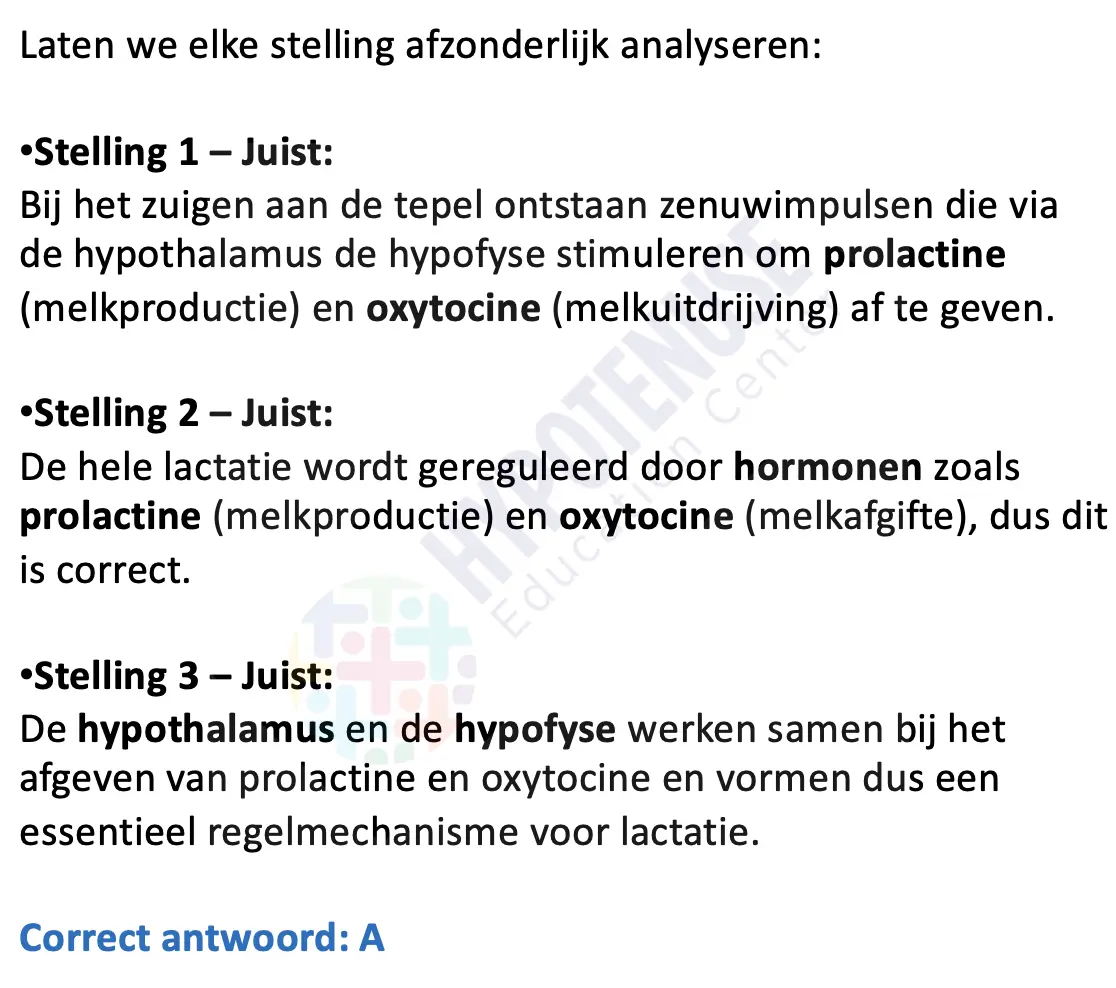 Laten we elke stelling afzonderlijk analyseren:
•Stelling 1 – Juist:
Bij het zuigen aan de tepel ontstaan zenuwimpulsen die via
de hypothalamus de hypofyse stimuleren om prolactine
(melkproductie) en oxytocine (melkuitdrijving) af te geven.
•Stelling 2 – Juist:
De hele lactatie wordt gereguleerd door hormonen zoals
prolactine (melkproductie) en oxytocine (melkafgifte), dus dit
is correct.
•Stelling 3 – Juist:
De hypothalamus en de hypofyse werken samen bij het
afgeven van prolactine en oxytocine en vormen dus een
essentieel regelmechanisme voor lactatie.
Correct antwoord: A
HYPOTENUSE
Education Center